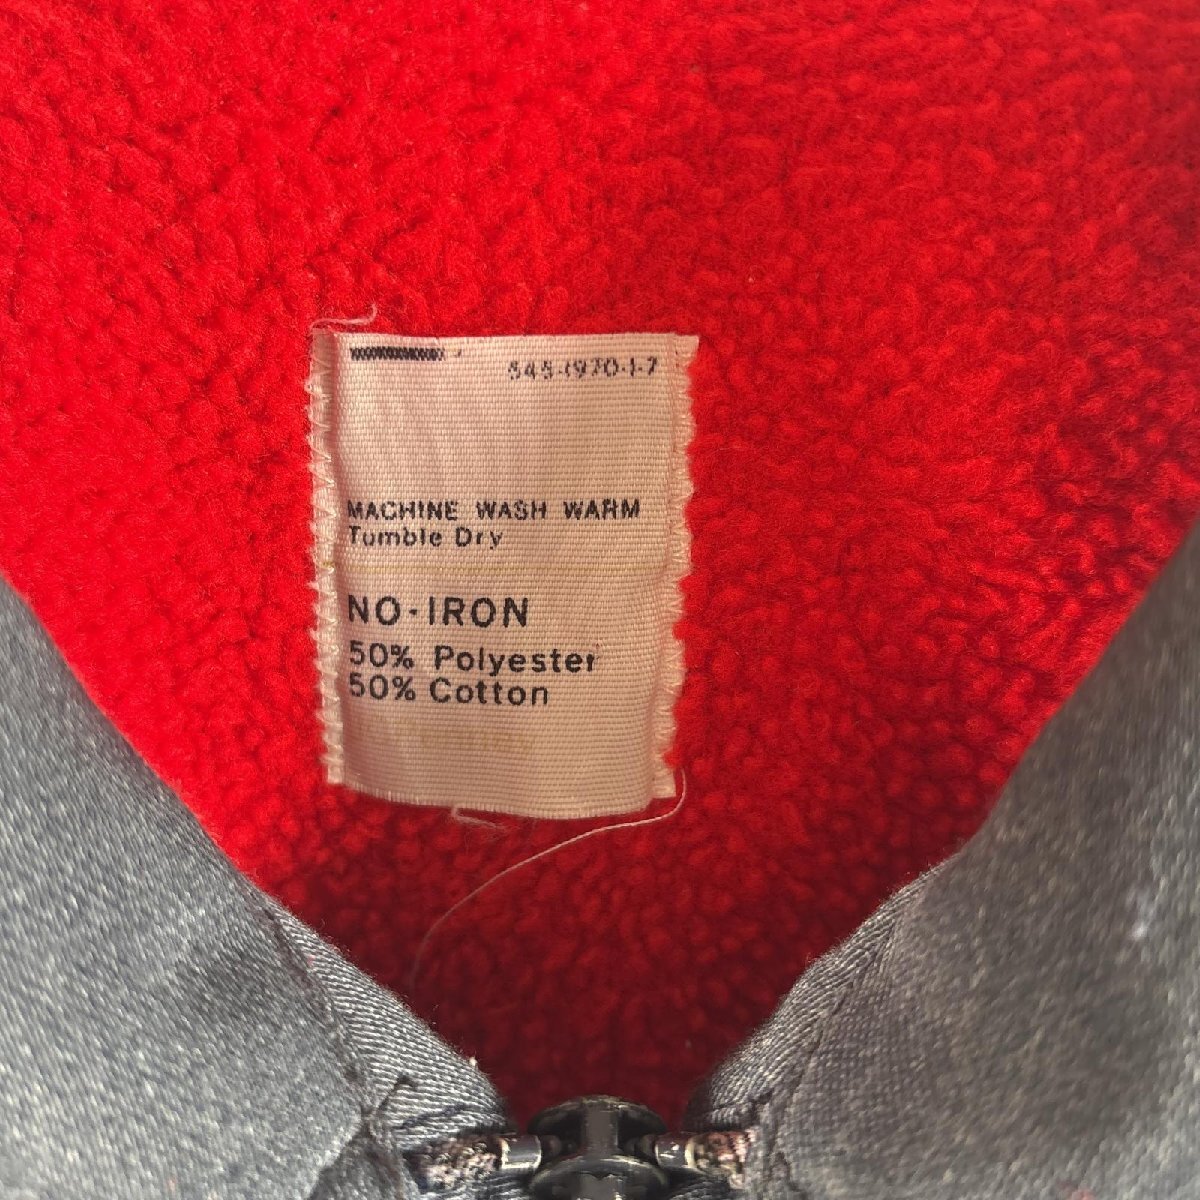 545-1970-1-7
MACHINE WASH WARM
Tumble Dry
NO-IRON
50% Polyester
50% Cotton